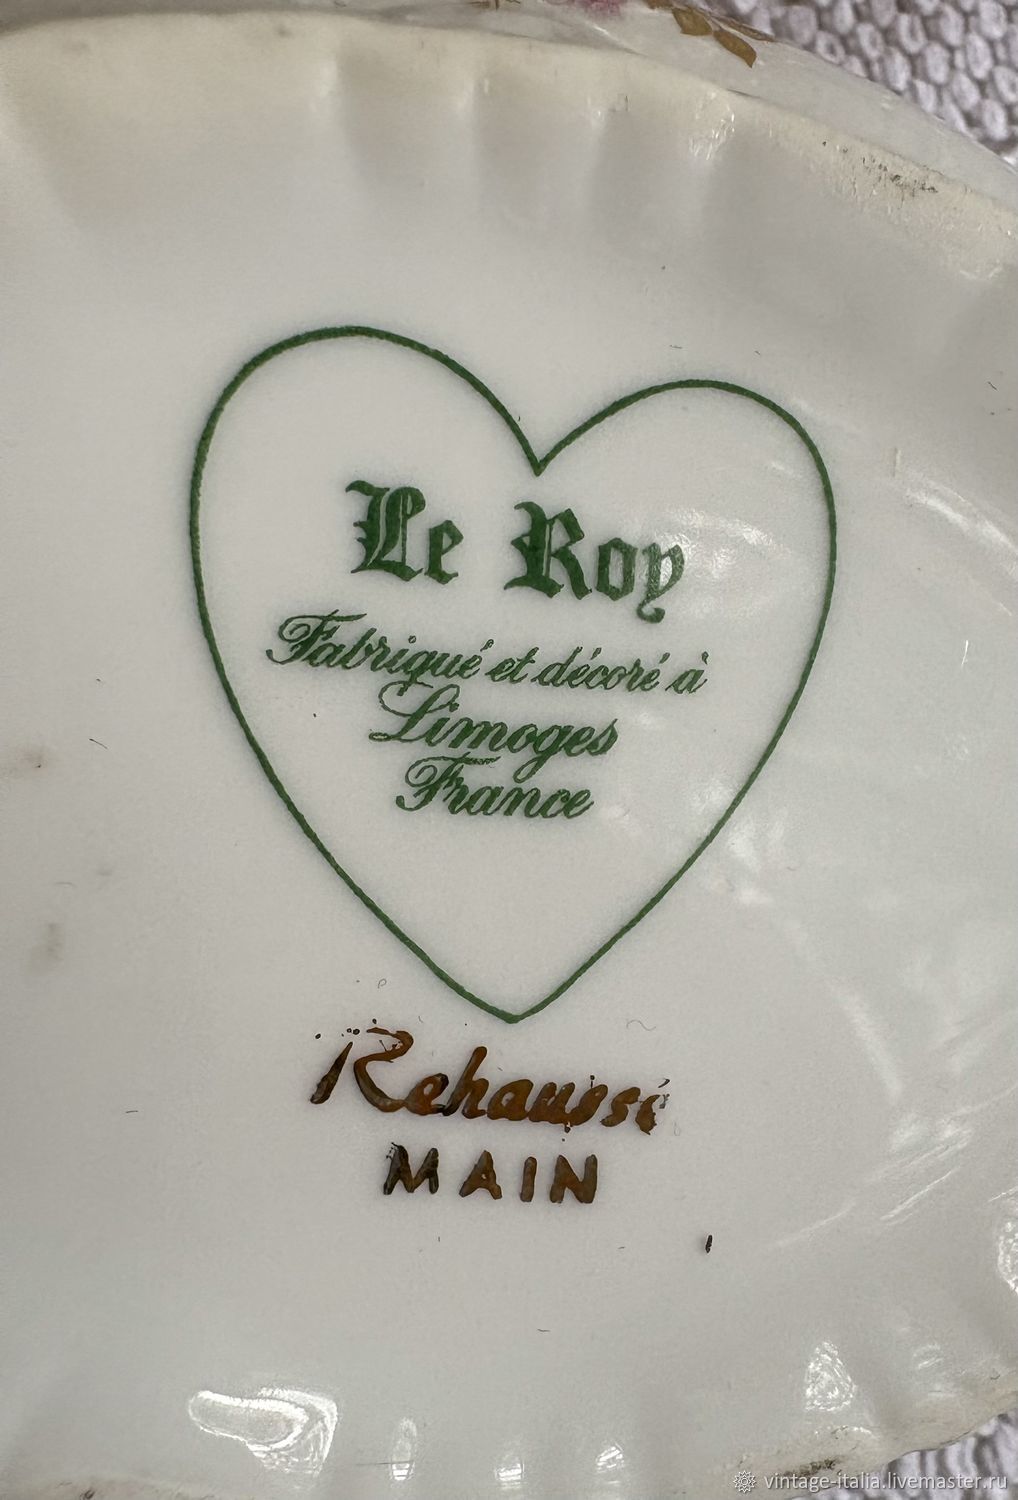 Le Roy
Fabriqué et décoré à
Limoges
France
Rehaussé
MAIN
vintage-italia.livemaster.ru